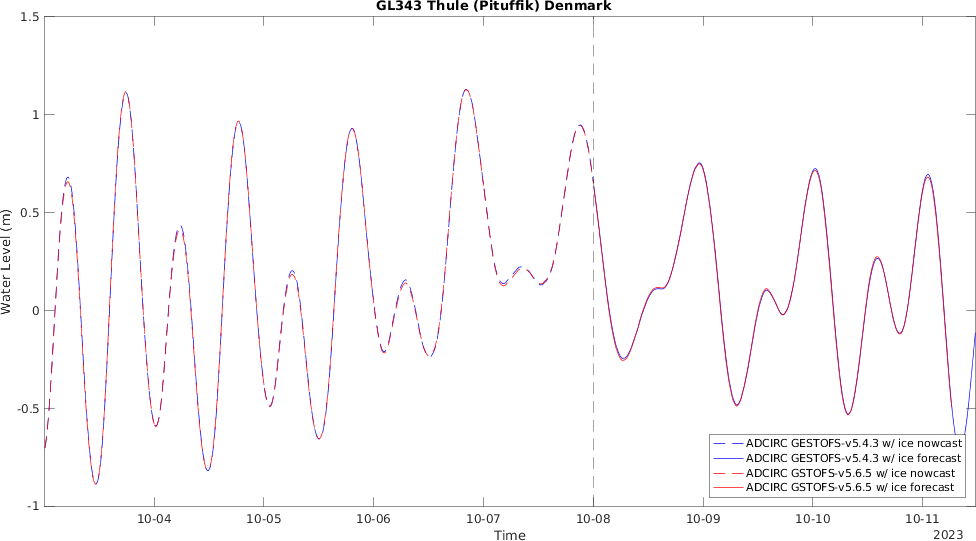 GL343 Thule (Pituffik) Denmark
1.5
1
0.5
0
-0.5
-1
Water Level (m)
10-04 10-05 10-06 10-07 10-08 10-09 10-10 10-11
Time
2023
ADCIRC GESTOFS-v5.4.3 w/ ice nowcast
ADCIRC GESTOFS-v5.4.3 w/ ice forecast
ADCIRC GSTOFS-v5.6.5 w/ ice nowcast
ADCIRC GSTOFS-v5.6.5 w/ ice forecast